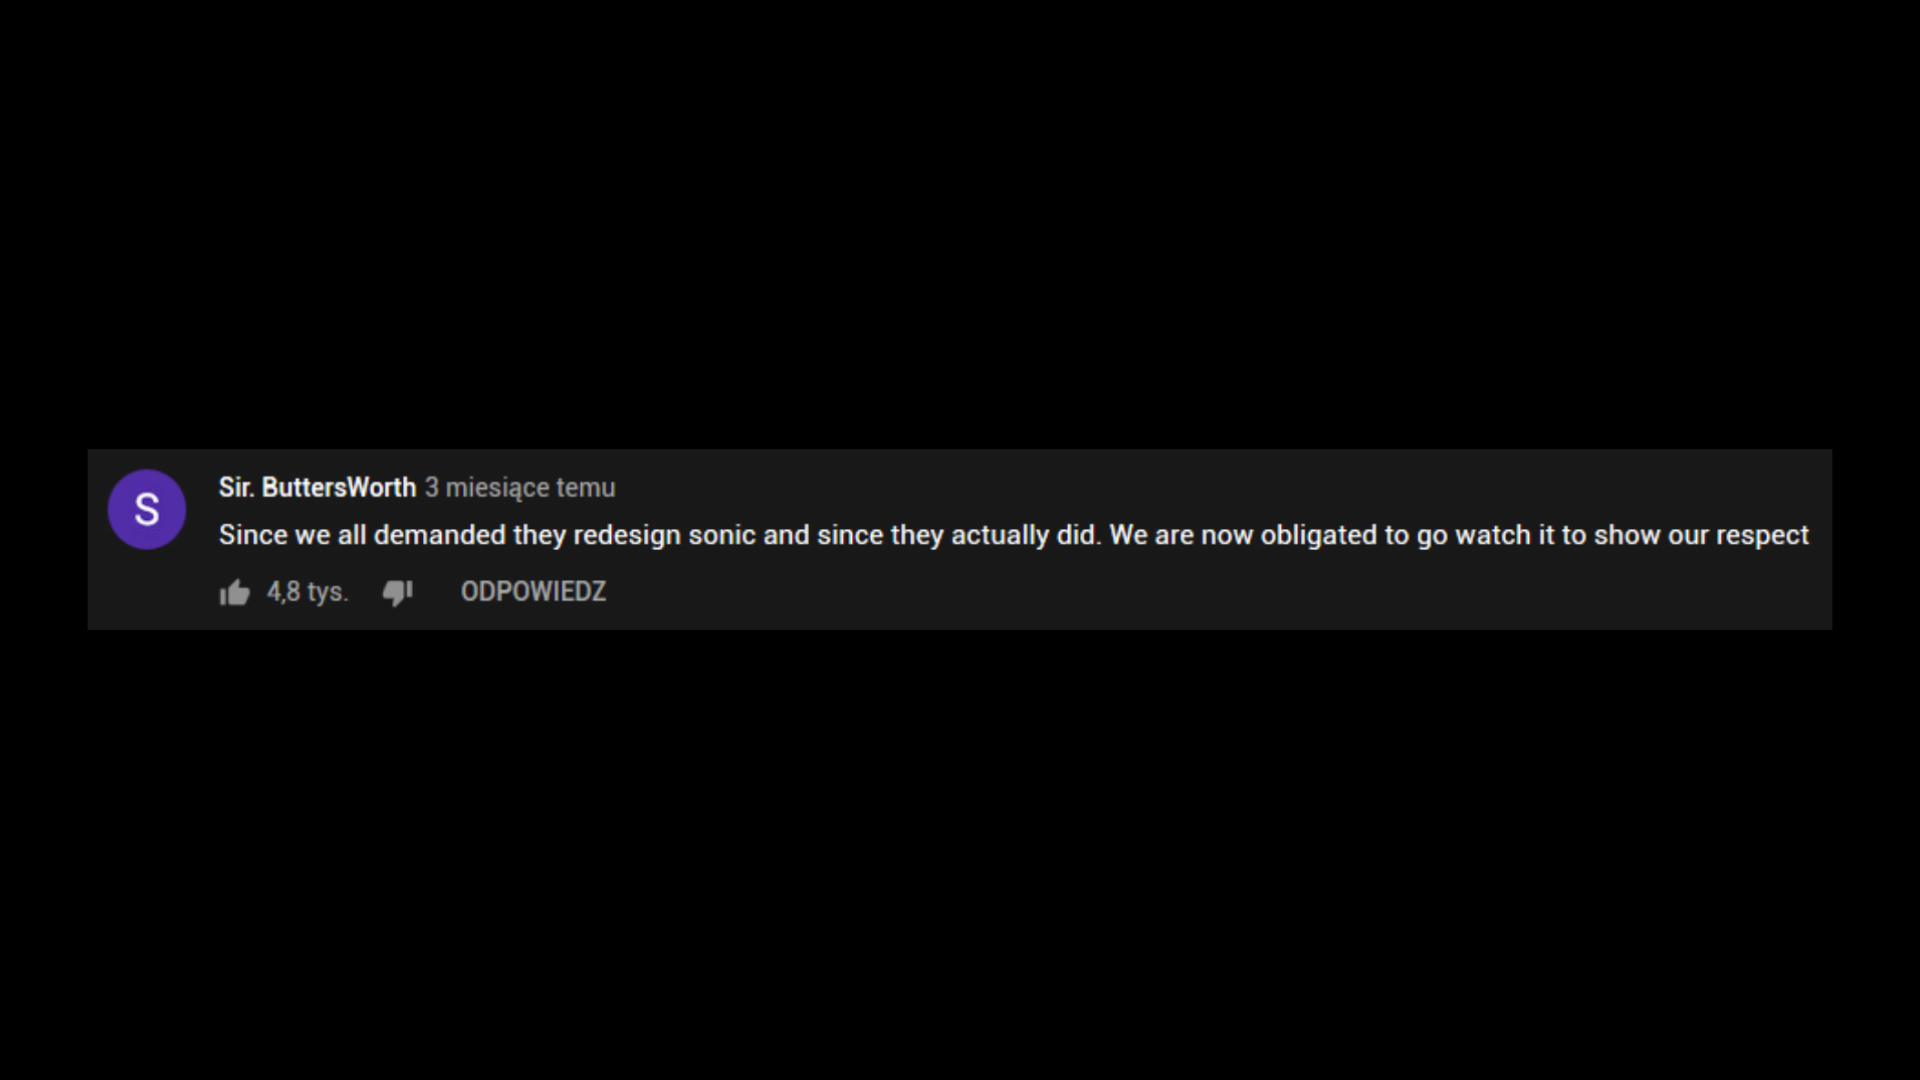 S
Sir. ButtersWorth 3 miesiące temu
Since we all demanded they redesign sonic and since they actually did. We are now obligated to go watch it to show our respect
4,8 tys. ODPOWIEDZ